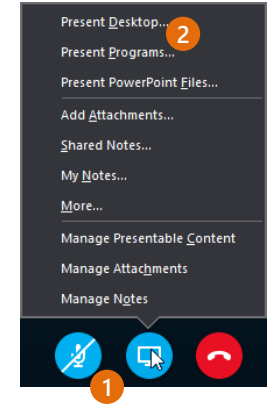 Present Desktop...
2
Present Programs...
Present PowerPoint Files...
Add Attachments...
Shared Notes...
My Notes...
More...
Manage Presentable Content
Manage Attachments
Manage Notes
1